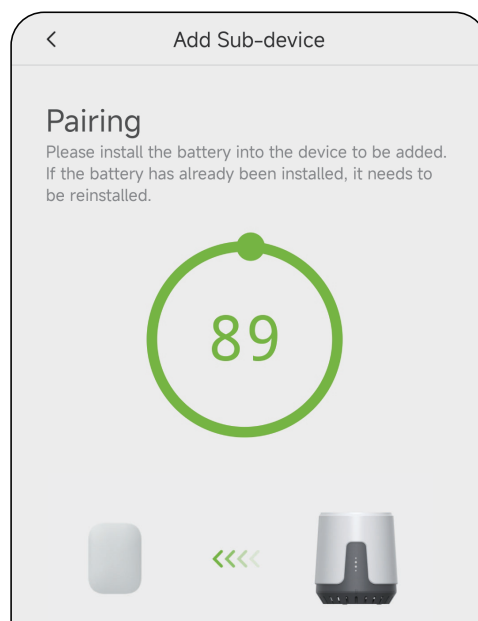 Add Sub-device
Pairing
Please install the battery into the device to be added.
If the battery has already been installed, it needs to
be reinstalled.
89